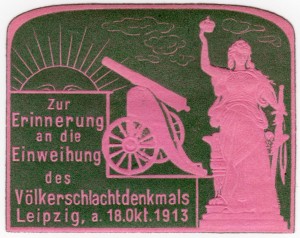 Zur
Erinnerung
an die
Einweihung
des
Völkerschlachtdenkmals
Leipzig, a. 18.Okt. 1913